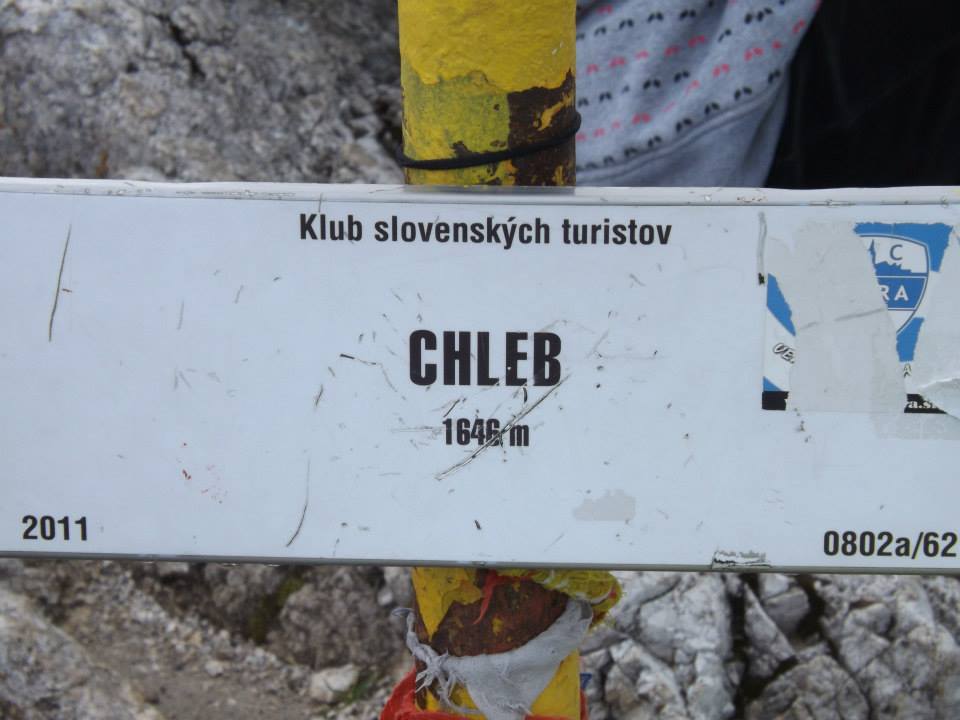 Klub slovenských turistov
CHLEB
1646 m
2011
0802a/62